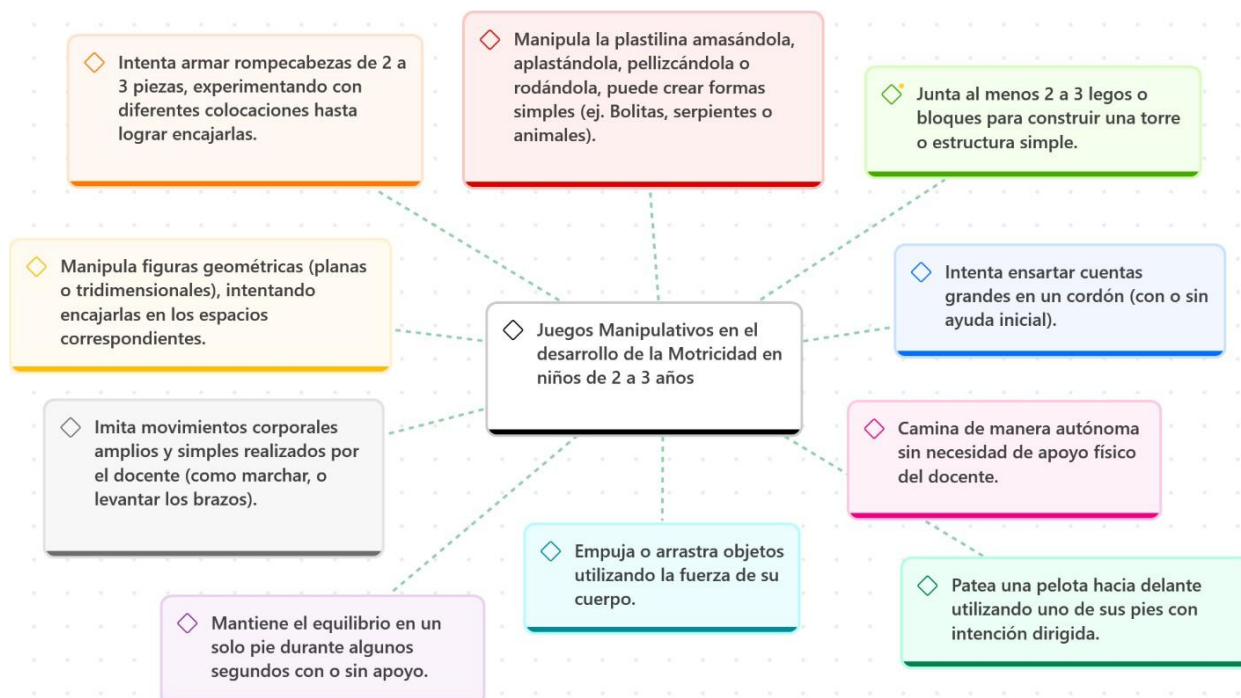 Intenta armar rompecabezas de 2 a
3 piezas, experimentando con
diferentes colocaciones hasta
lograr encajarlas.
Manipula la plastilina amasándola,
aplastándola, pellizcándola o
rodándola, puede crear formas
simples (ej. Bolitas, serpientes o
animales).
Junta al menos 2 a 3 legos o
bloques para construir una torre
o estructura simple.
Manipula figuras geométricas (planas
o tridimensionales), intentando
encajarlas en los espacios
correspondientes.
Juegos Manipulativos en el
desarrollo de la Motricidad en
niños de 2 a 3 años
Intenta ensartar cuentas
grandes en un cordón (con o sin
ayuda inicial).
Imita movimientos corporales
amplios y simples realizados por
el docente (como marchar, o
levantar los brazos).
Camina de manera autónoma
sin necesidad de apoyo físico
del docente.
Empuja o arrastra objetos
utilizando la fuerza de su
cuerpo.
Patea una pelota hacia delante
utilizando uno de sus pies con
intención dirigida.
Mantiene el equilibrio en un
solo pie durante algunos
segundos con o sin apoyo.